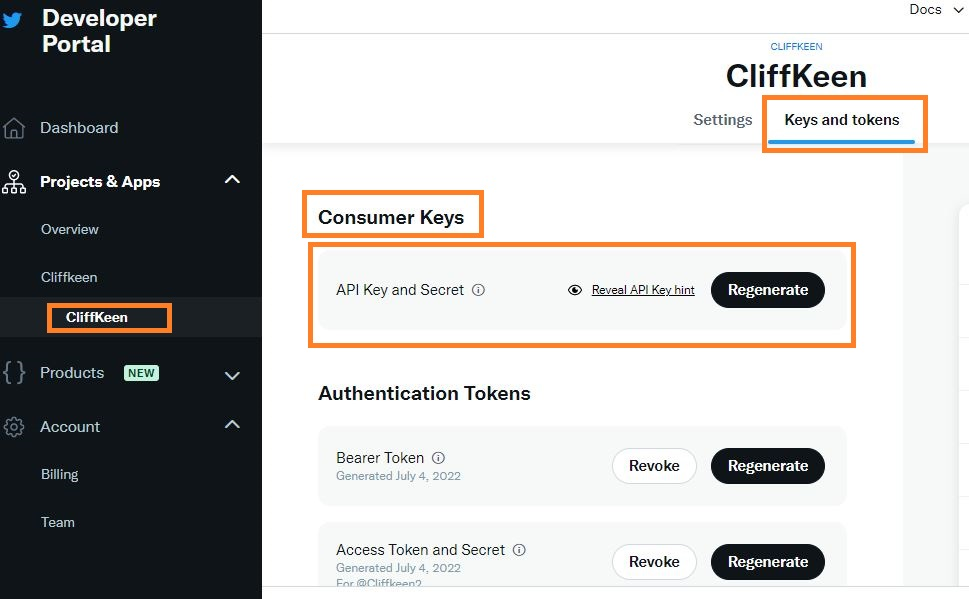 Developer
Portal
Dashboard
Projects & Apps
Overview
Cliffkeen
CliffKeen
Products NEW
Account
Billing
Team
Docs
CLIFFKEEN
CliffKeen
Settings Keys and tokens
Consumer Keys
API Key and Secret Reveal API Key hint Regenerate
Authentication Tokens
Bearer Token
Generated July 4, 2022
Revoke Regenerate
Access Token and Secret
Generated July 4, 2022
For @Cliffkeen2
Revoke Regenerate